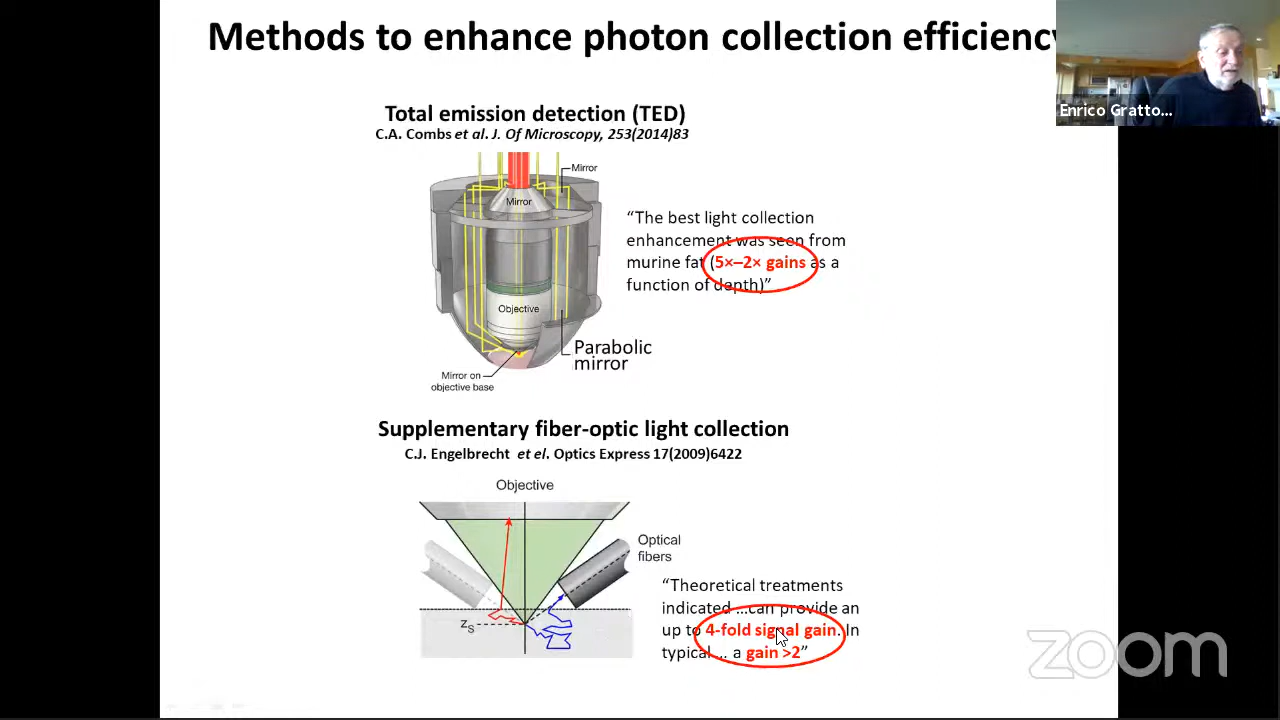 Methods to enhance photon collection efficiency
Enrico Gratto...
Total emission detection (TED)
C.A. Combs et al. J. Of Microscopy, 253(2014)83
Mirror
Mirror
Objective
Parabolic
mirror
Mirror on
objective base
“The best light collection
enhancement was seen from
murine fat (5×–2× gains as a
function of depth)”
Supplementary fiber-optic light collection
C.J. Engelbrecht et el. Optics Express 17(2009)6422
Objective
Optical
fibers
zS
“Theoretical treatments
indicated ...can provide an
up to 4-fold signal gain. In
typical... a gain >2”
zoom